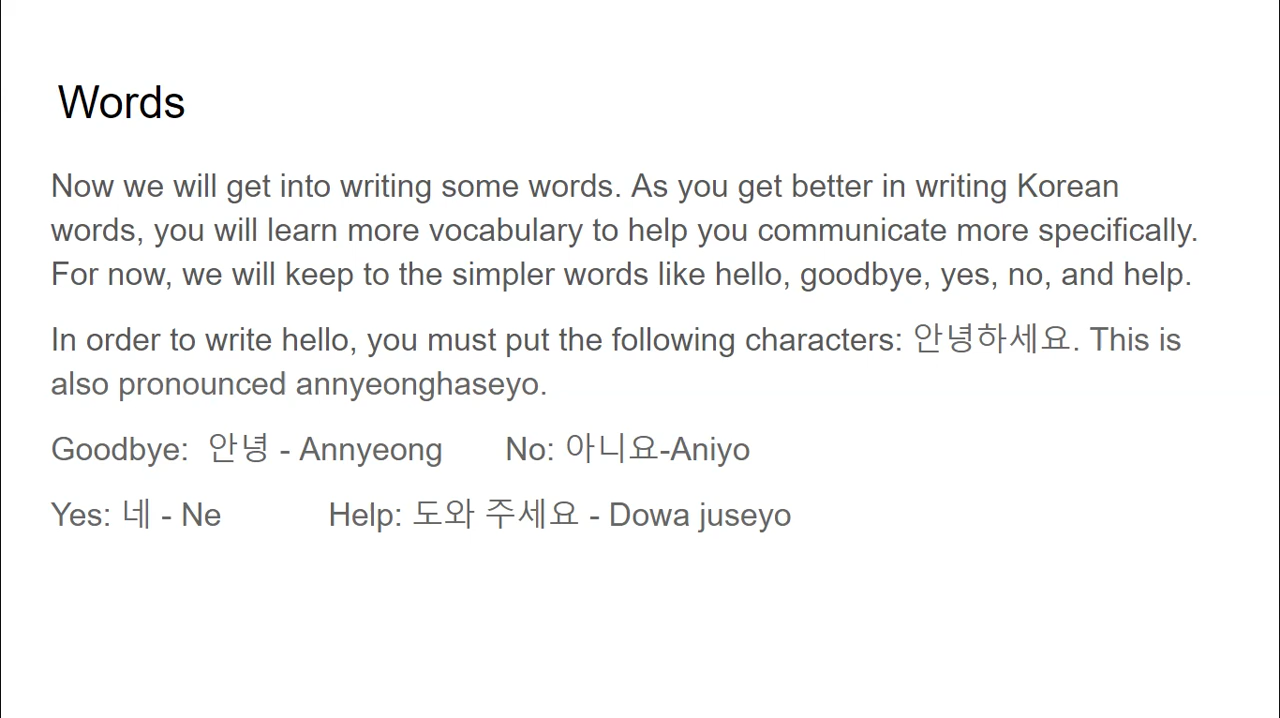 Words
Now we will get into writing some words. As you get better in writing Korean
words, you will learn more vocabulary to help you communicate more specifically.
For now, we will keep to the simpler words like hello, goodbye, yes, no, and help.
In order to write hello, you must put the following characters: 안녕하세요. This is
also pronounced annyeonghaseyo.
Goodbye: 안녕 - Annyeong No: 아니요-Aniyo
Yes: 네 - Ne Help: 도와 주세요 - Dowa juseyo